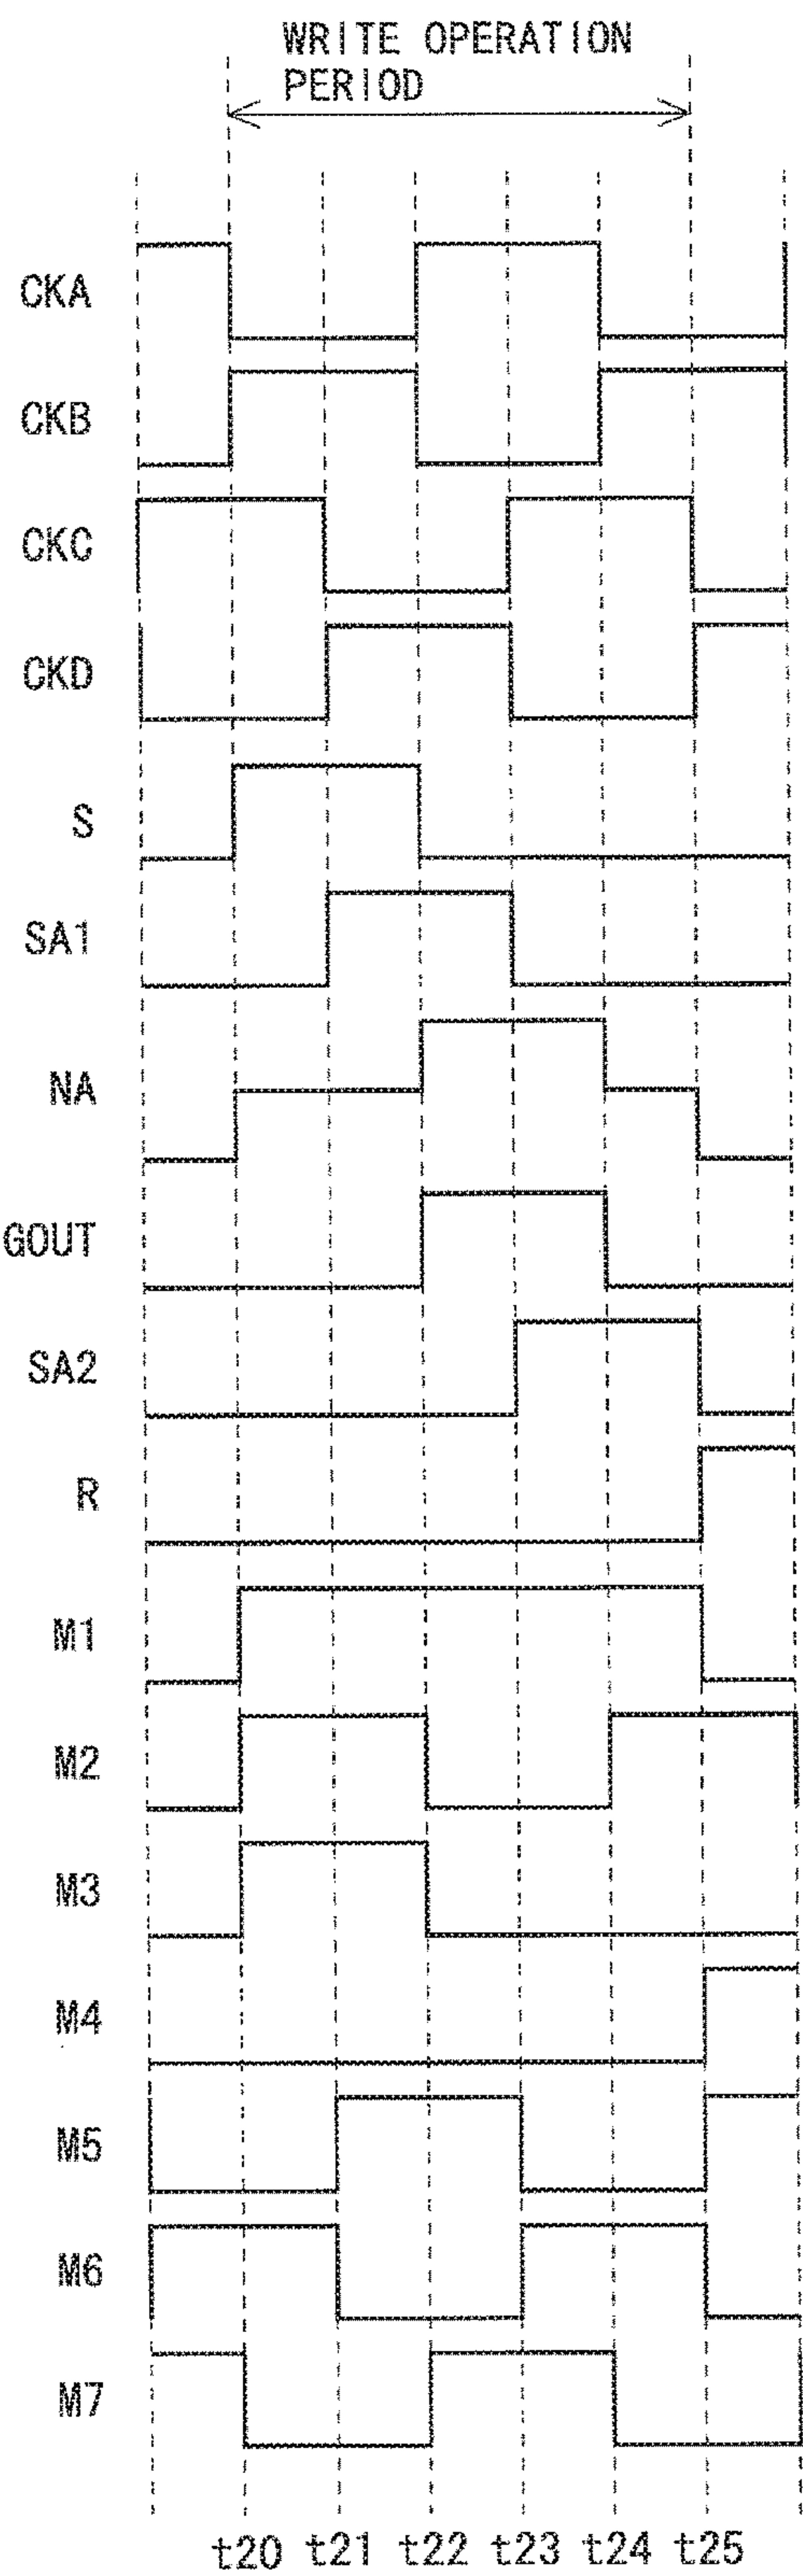 WRITE OPERATION
PERIOD
CKA
CKB
CKC
CKD
S
SA1
NA
GOUT
SA2
R
M1
M2
M3
M4
M5
M6
M7
t20 t21 t22 t23 t24 t25